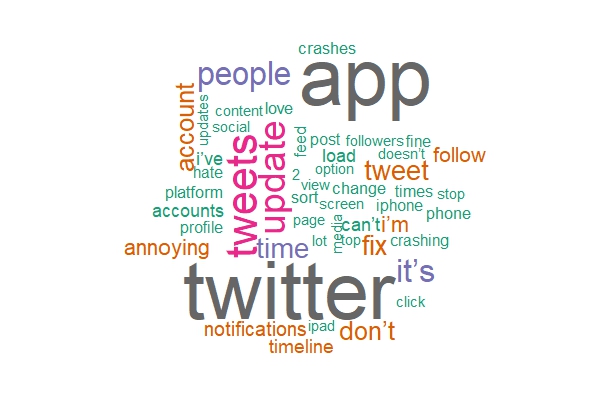 crashes
people
app
account
updates
content
love
social
tweets
update
feed
post
followers
fine
i've
load
doesn't
follow
hate
option
tweet
2
view
change
times
stop
platform
sort
screen
iphone
phone
accounts
page
media
can't
i'm
profile
annoying
time
lot
top
fix
crashing
twitter
it's
click
notifications
ipad
don't
timeline